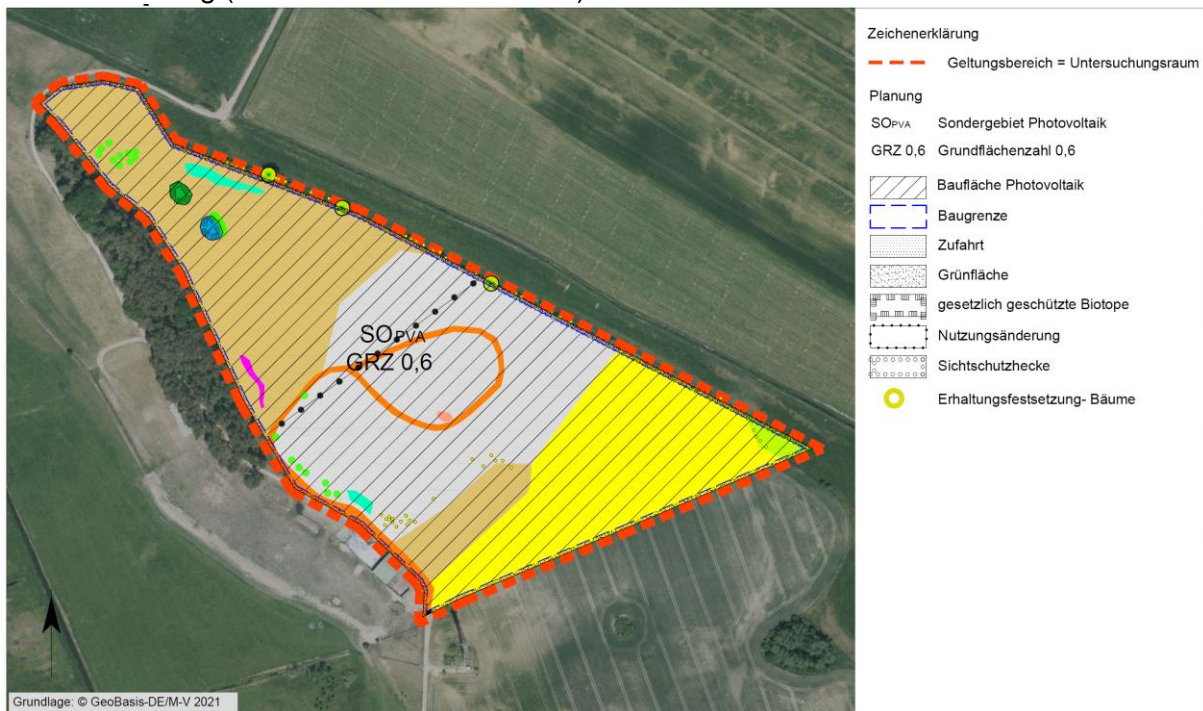 Zeichenerklärung
Geltungsbereich = Untersuchungsraum
Planung
SOPVA Sondergebiet Photovoltaik
GRZ 0,6 Grundflächenzahl 0,6
Baufläche Photovoltaik
Baugrenze
Zufahrt
Grünfläche
gesetzlich geschützte Biotope
Nutzungsänderung
Sichtschutzhecke
Erhaltungsfestsetzung- Bäume
SOPVA
GRZ 0,6
Grundlage: © GeoBasis-DE/M-V 2021